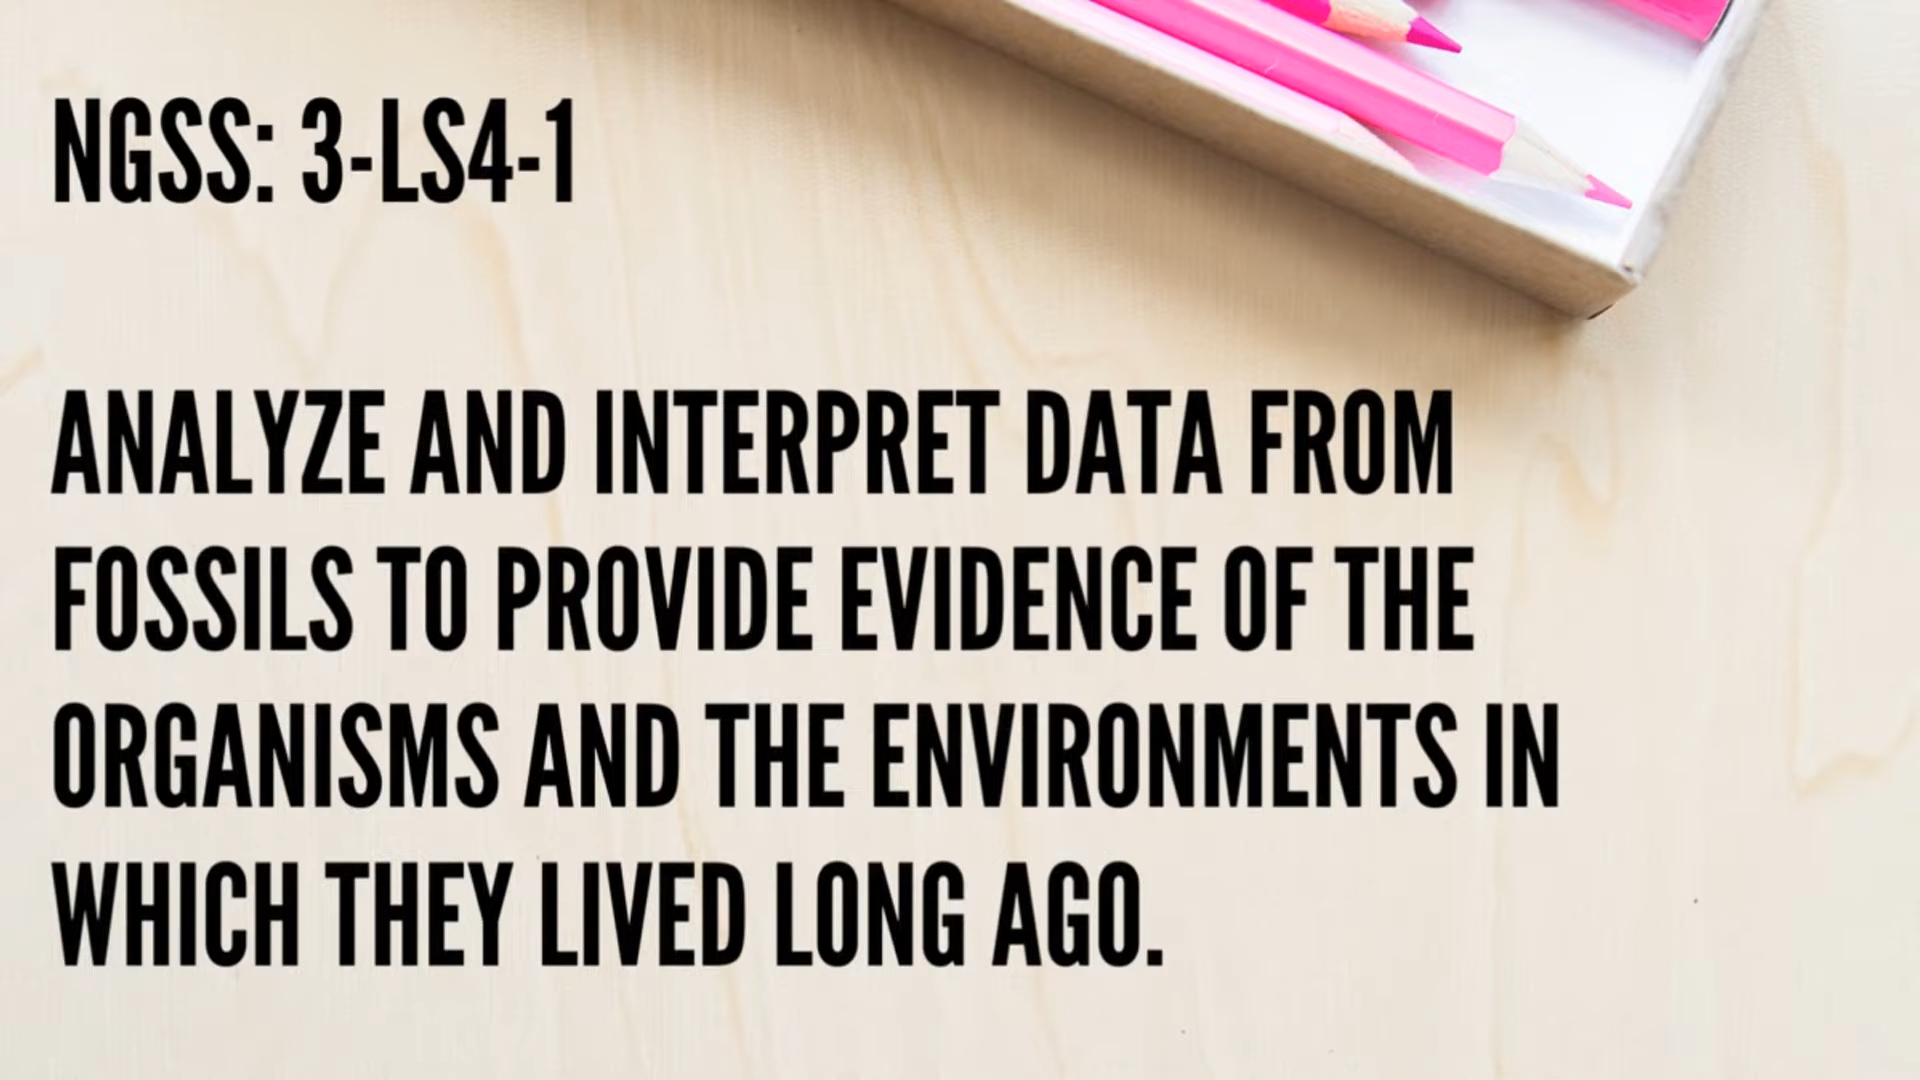 NGSS: 3-LS4-1
ANALYZE AND INTERPRET DATA FROM
FOSSILS TO PROVIDE EVIDENCE OF THE
ORGANISMS AND THE ENVIRONMENTS IN
WHICH THEY LIVED LONG AGO.